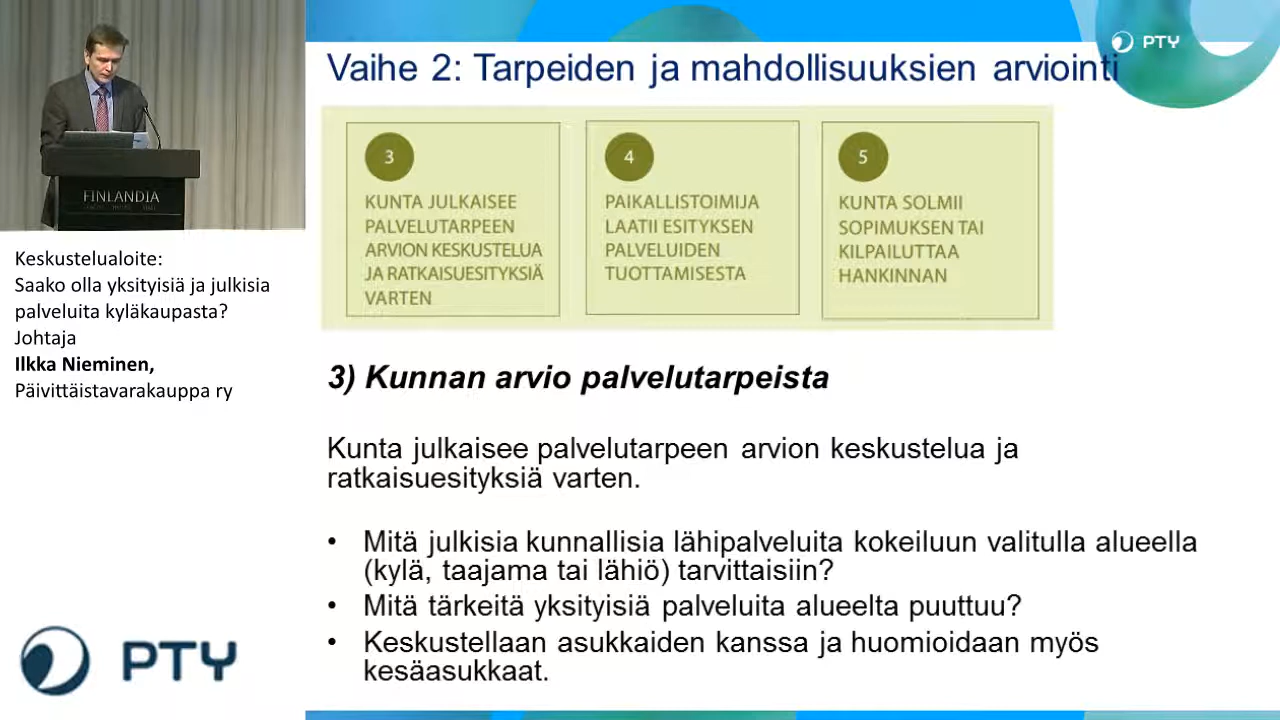 FINLANDIA
Keskustelualoite:
Saako olla yksityisiä ja julkisia
palveluita kyläkaupasta?
Johtaja
Ilkka Nieminen,
Päivittäistavarakauppa ry
PTY
PTY
Vaihe 2: Tarpeiden ja mahdollisuuksien arviointi
3
KUNTA JULKAISEE
PALVELUTARPEEN
ARVION KESKUSTELUA
JA RATKAISUESITYKSIÄ
VARTEN
4
PAIKALLISTOIMIJA
LAATII ESITYKSEN
PALVELUIDEN
TUOTTAMISESTA
5
KUNTA SOLMII
SOPIMUKSEN TAI
KILPAILUTTAA
HANKINNAN
3) Kunnan arvio palvelutarpeista
Kunta julkaisee palvelutarpeen arvion keskustelua ja
ratkaisuesityksiä varten.
• Mitä julkisia kunnallisia lähipalveluita kokeiluun valitulla alueella
(kylä, taajama tai lähiö) tarvittaisiin?
• Mitä tärkeitä yksityisiä palveluita alueelta puuttuu?
• Keskustellaan asukkaiden kanssa ja huomioidaan myös
kesäasukkaat.